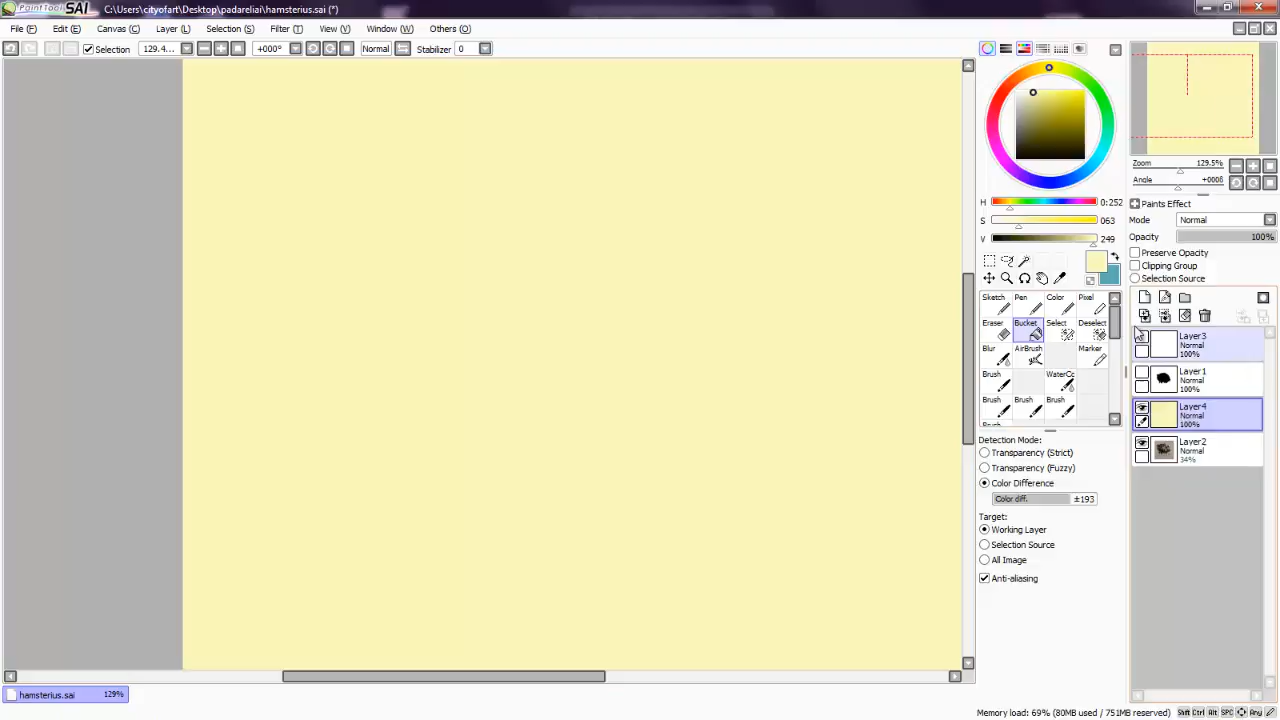 PaintTool SAI C:\Users\cityofart\Desktop\padareliai\hamsterius.sai (*)
File (F) Edit (E) Canvas (C) Layer (L) Selection (S) Filter (T) View (V) Window (W) Others (O)
Selection 129.4... +000° Normal Stabilizer 0
Zoom 129.5%
Angle +000ß
H 0:252
S 063
V 249
Paints Effect
Mode Normal
Opacity 100%
Preserve Opacity
Clipping Group
Selection Source
Sketch Pen Color Pixel
Eraser Bucket Select Deselect
Blur AirBrush Marker
Brush WaterCc
Brush Brush Brush
Layer3
Normal
100%
Layer1
Normal
100%
Layer4
Normal
100%
Layer2
Normal
34%
Detection Mode:
Transparency (Strict)
Transparency (Fuzzy)
Color Difference
Color diff. ±193
Target:
Working Layer
Selection Source
All Image
Anti-aliasing
hamsterius.sai 129%
Memory load: 69% (80MB used / 751MB reserved) Shift Ctrl Alt SPC Any